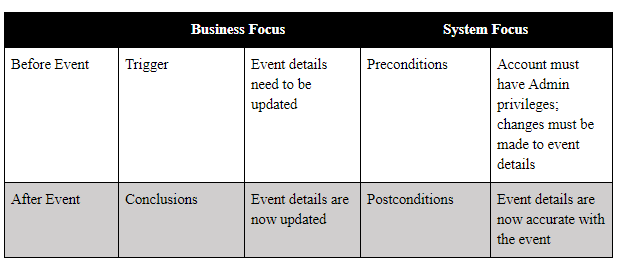 Business Focus System Focus
Before Event Trigger Event details Preconditions Account must
need to be have Admin
updated privileges;
changes must be
made to event
details
After Event Conclusions Event details are Postconditions Event details are
now updated now accurate with
the event